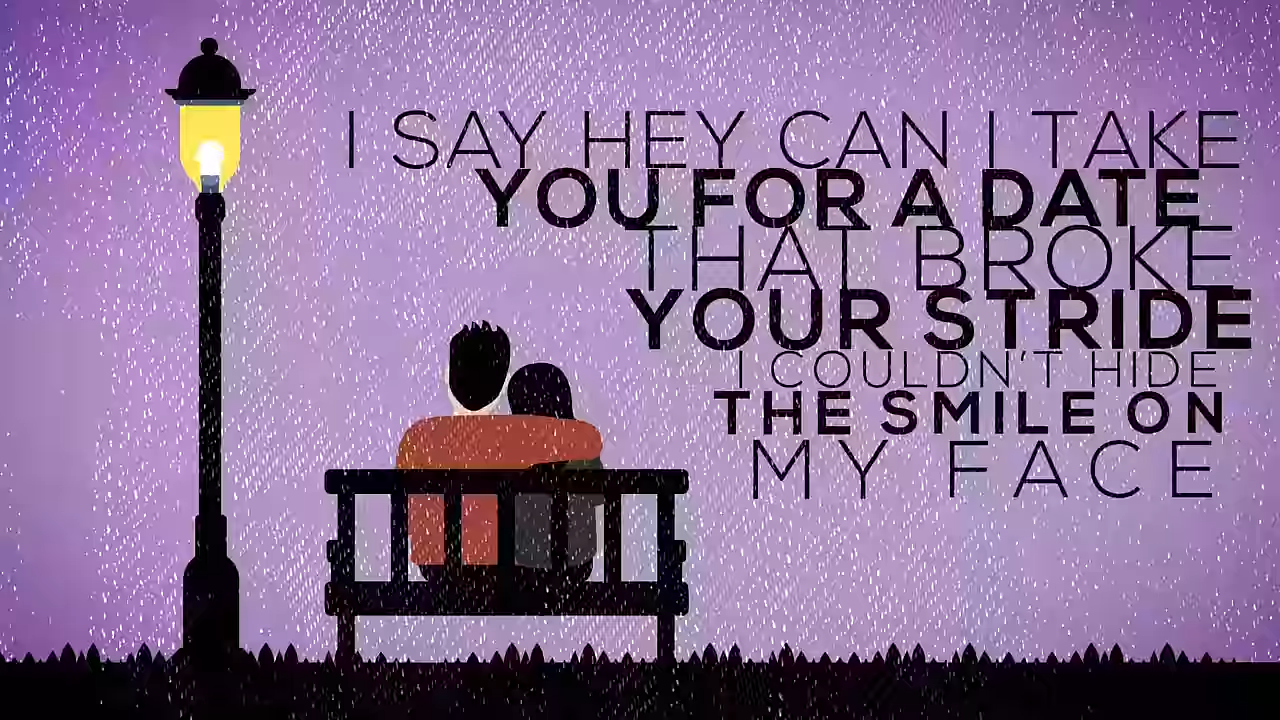 I SAY HEY CAN I TAKE
YOU FOR A DATE
THAT BROKE
YOUR STRIDE
I COULDN'T HIDE
THE SMILE ON
MY FACE